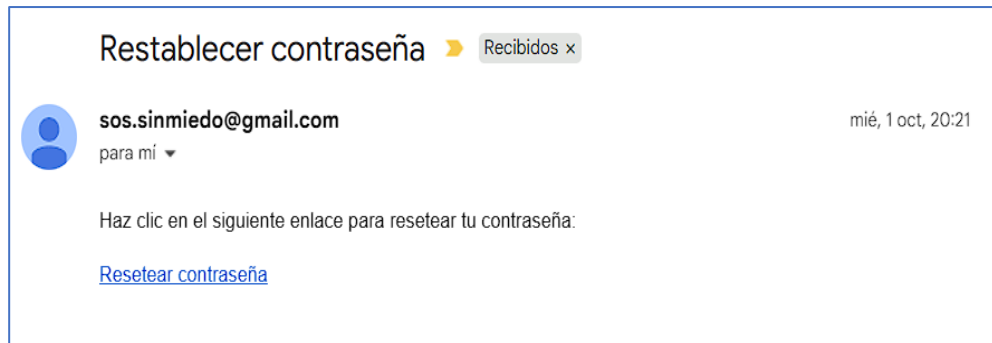 Restablecer contraseña Recibidos ×
sos.sinmiedo@gmail.com mié, 1 oct, 20:21
para mí
Haz clic en el siguiente enlace para resetear tu contraseña:
Resetear contraseña